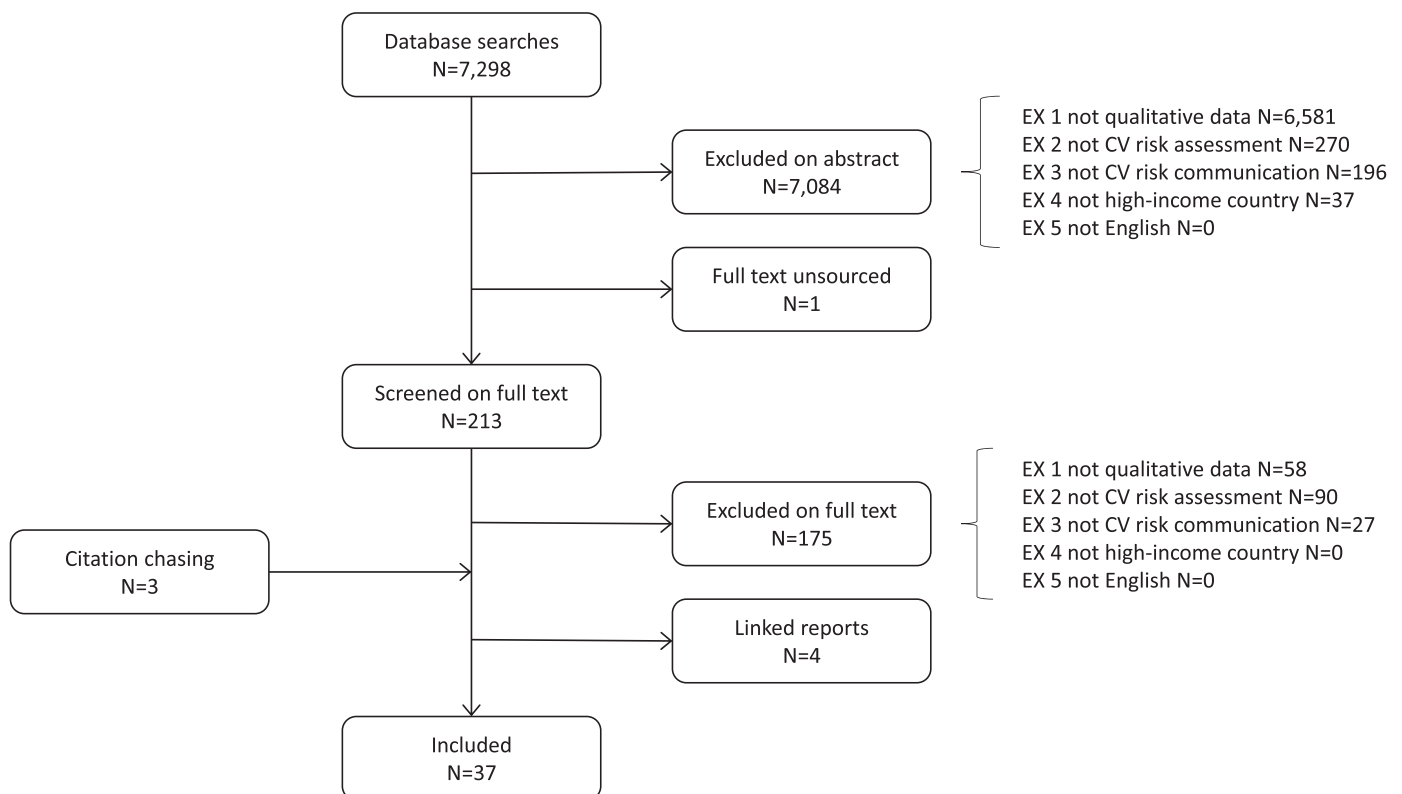 Database searches
N=7,298
Excluded on abstract
N=7,084
EX 1 not qualitative data N=6,581
EX 2 not CV risk assessment N=270
EX 3 not CV risk communication N=196
EX 4 not high-income country N=37
EX 5 not English N=0
Full text unsourced
N=1
Screened on full text
N=213
Excluded on full text
N=175
EX 1 not qualitative data N=58
EX 2 not CV risk assessment N=90
EX 3 not CV risk communication N=27
EX 4 not high-income country N=0
EX 5 not English N=0
Citation chasing
N=3
Linked reports
N=4
Included
N=37